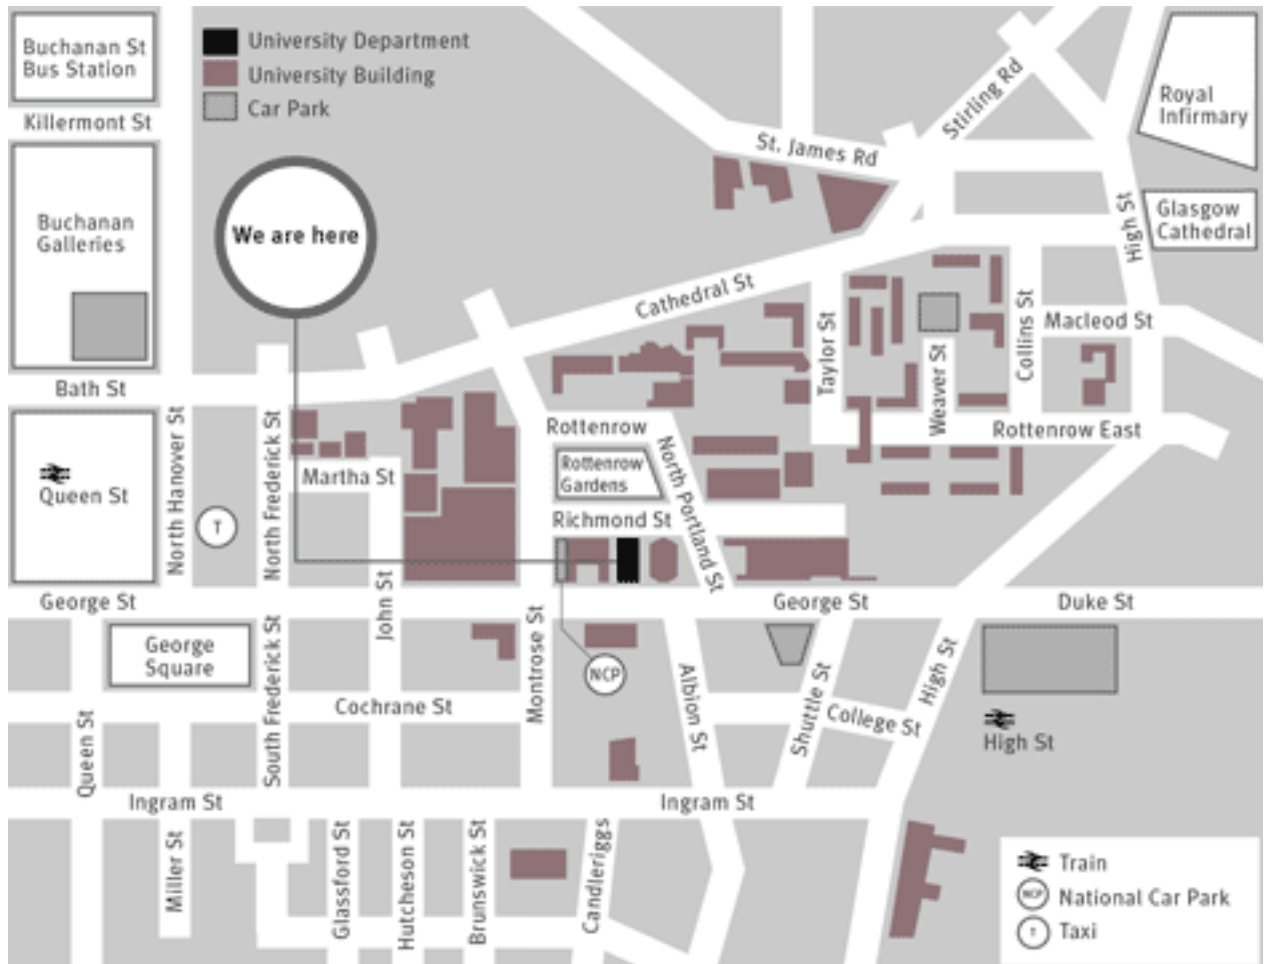 Buchanan St
Bus Station
University Department
University Building
Car Park
Killermont St
Royal
Infirmary
Stirling Rd
St. James Rd
Buchanan
Galleries
We are here
Glasgow
Cathedral
High St
Cathedral St
Taylor St
Collins St
Macleod St
Weaver St
Bath St
Rottenrow
Rottenrow East
Queen St
North Hanover St
T
North Frederick St
Martha St
Rottenrow
Gardens
North Portland St
Richmond St
George St
George
Square
South Frederick St
John St
Montrose St
NCP
George St
Duke St
Albion St
Shuttle St
High St
College St
Cochrane St
Queen St
High St
Ingram St
Ingram St
Miller St
Glassford St
Hutcheson St
Brunswick St
Candleriggs
Train
NCP
National Car Park
T
Taxi